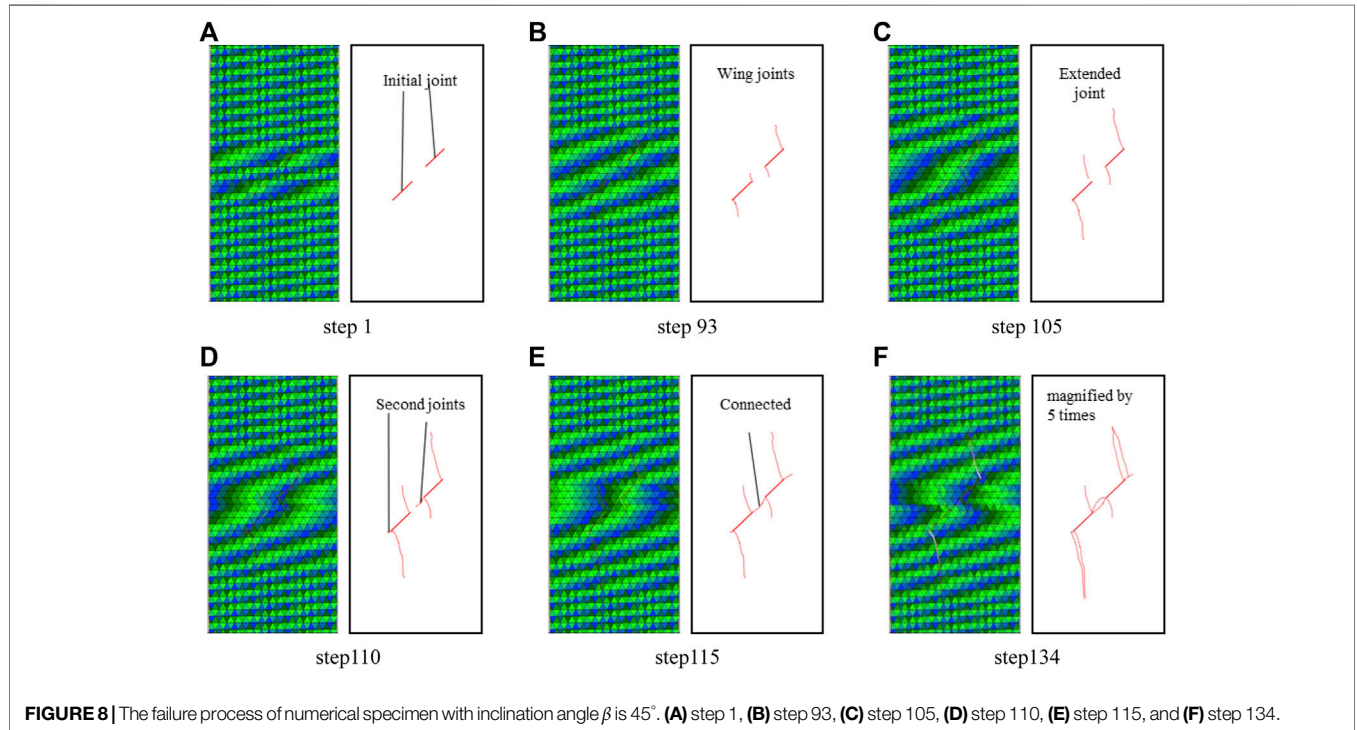 A
B
C
Initial joint
Wing joints
Extended
joint
step 1
step 93
step 105
D
E
F
Second joints
Connected
magnified by
5 times
step110
step115
step134
FIGURE 8 | The failure process of numerical specimen with inclination angle β is 45°. (A) step 1, (B) step 93, (C) step 105, (D) step 110, (E) step 115, and (F) step 134.